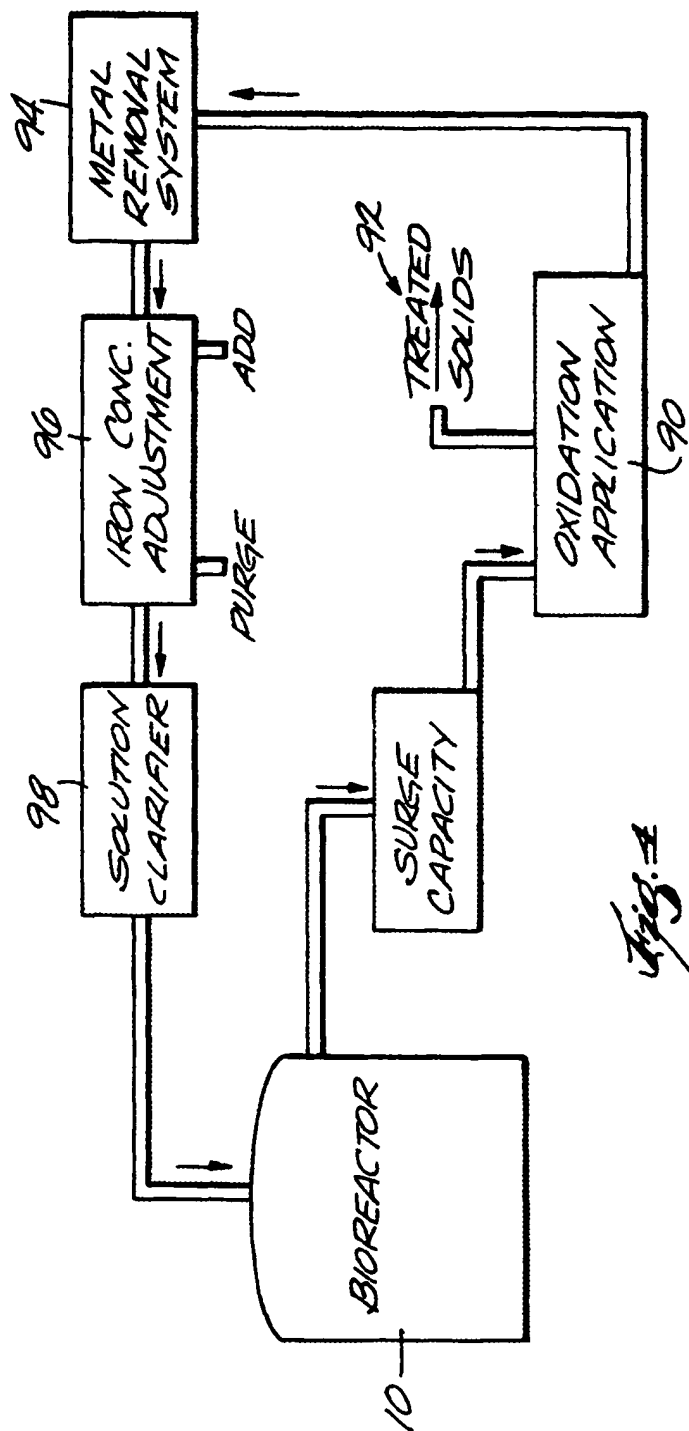 94
METAL
REMOVAL
SYSTEM
96
IRON CONC.
ADJUSTMENT
PURGE
ADD
98
SOLUTION
CLARIFIER
BIOREACTOR
10
SURGE
CAPACITY
OXIDATION
APPLICATION
90
TREATED
SOLIDS
92
Fig. 4